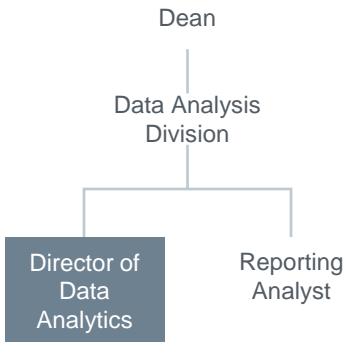 Dean
Data Analysis
Division
Director of
Data
Analytics
Reporting
Analyst